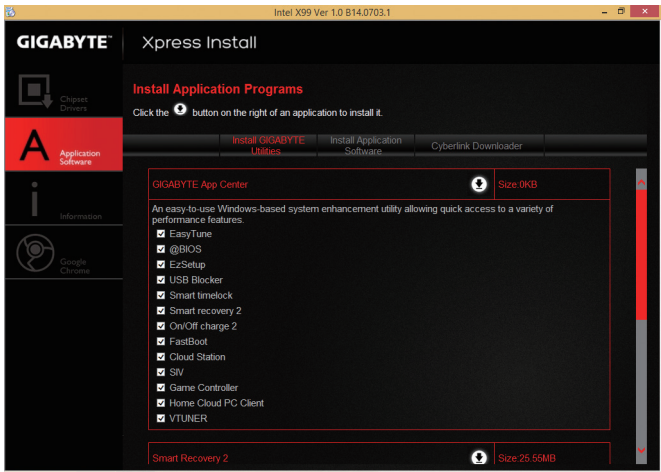 Intel X99 Ver 1.0 B14.0703.1
GIGABYTE™
Xpress Install
Chipset
Drivers
Application
Software
Information
Google
Chrome
Install Application Programs
Click the button on the right of an application to install it.
Install GIGABYTE
Utilities
Install Application
Software
Cyberlink Downloader
GIGABYTE App Center
Size:0KB
An easy-to-use Windows-based system enhancement utility allowing quick access to a variety of
performance features.
EasyTune
@BIOS
EzSetup
USB Blocker
Smart timelock
Smart recovery 2
On/Off charge 2
FastBoot
Cloud Station
SIV
Game Controller
Home Cloud PC Client
VTUNER
Smart Recovery 2
Size:25.55MB